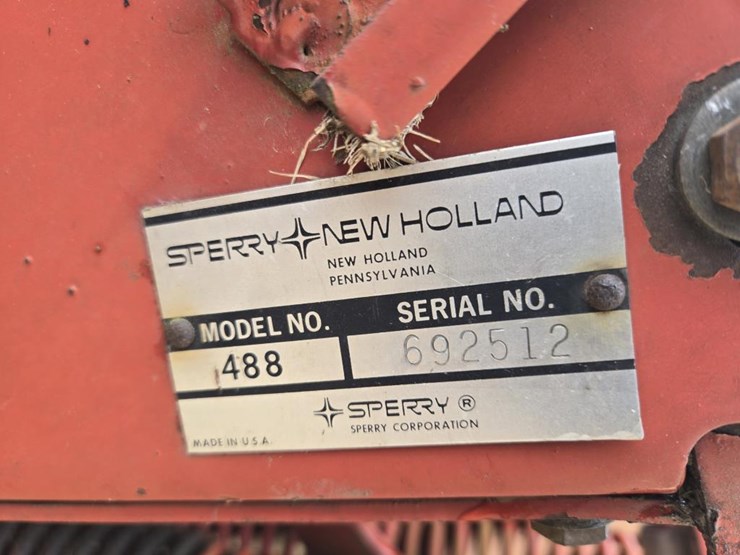 SPERRY NEW HOLLAND
NEW HOLLAND
PENNSYLVANIA
MODEL NO. SERIAL NO.
488 692512
SPERRY ®
SPERRY CORPORATION
MADE IN U.S.A.